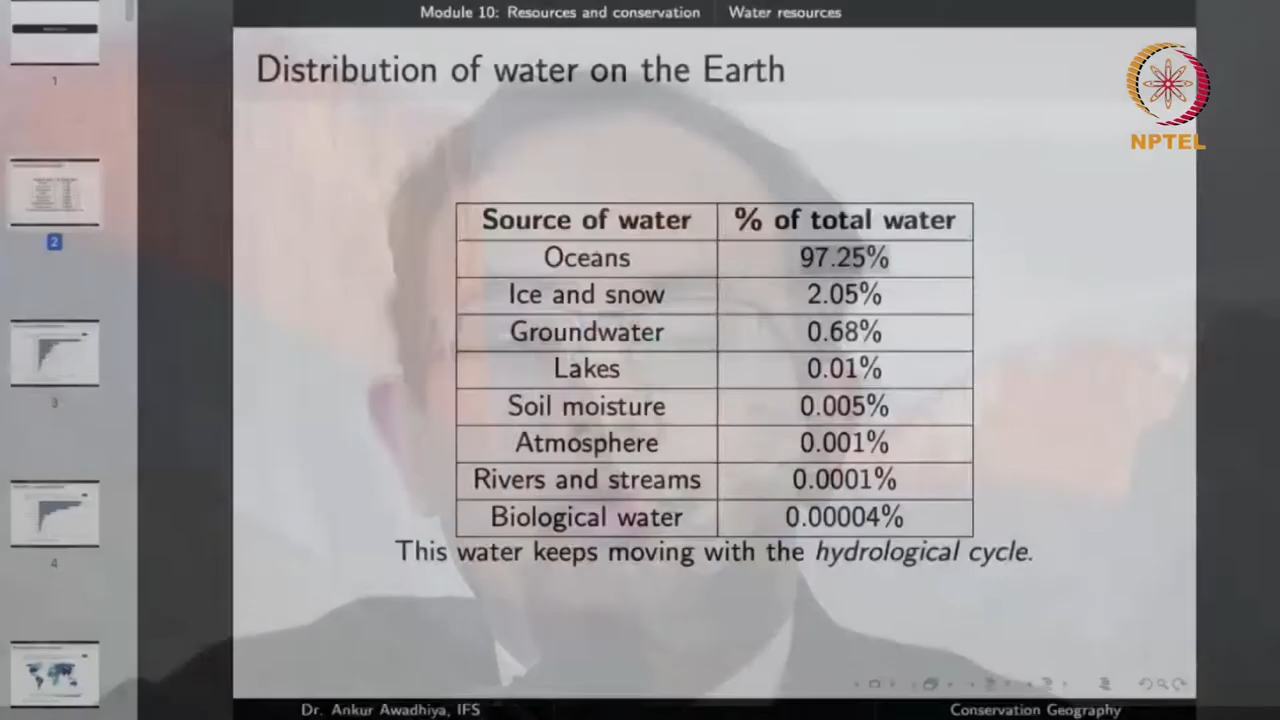 Module 10: Resources and conservation Water resources
Distribution of water on the Earth
NPTEL
Source of water % of total water
Oceans 97.25%
Ice and snow 2.05%
Groundwater 0.68%
Lakes 0.01%
Soil moisture 0.005%
Atmosphere 0.001%
Rivers and streams 0.0001%
Biological water 0.00004%
This water keeps moving with the hydrological cycle.
1
2
3
4
Dr. Ankur Awadhiya, IFS Conservation Geography